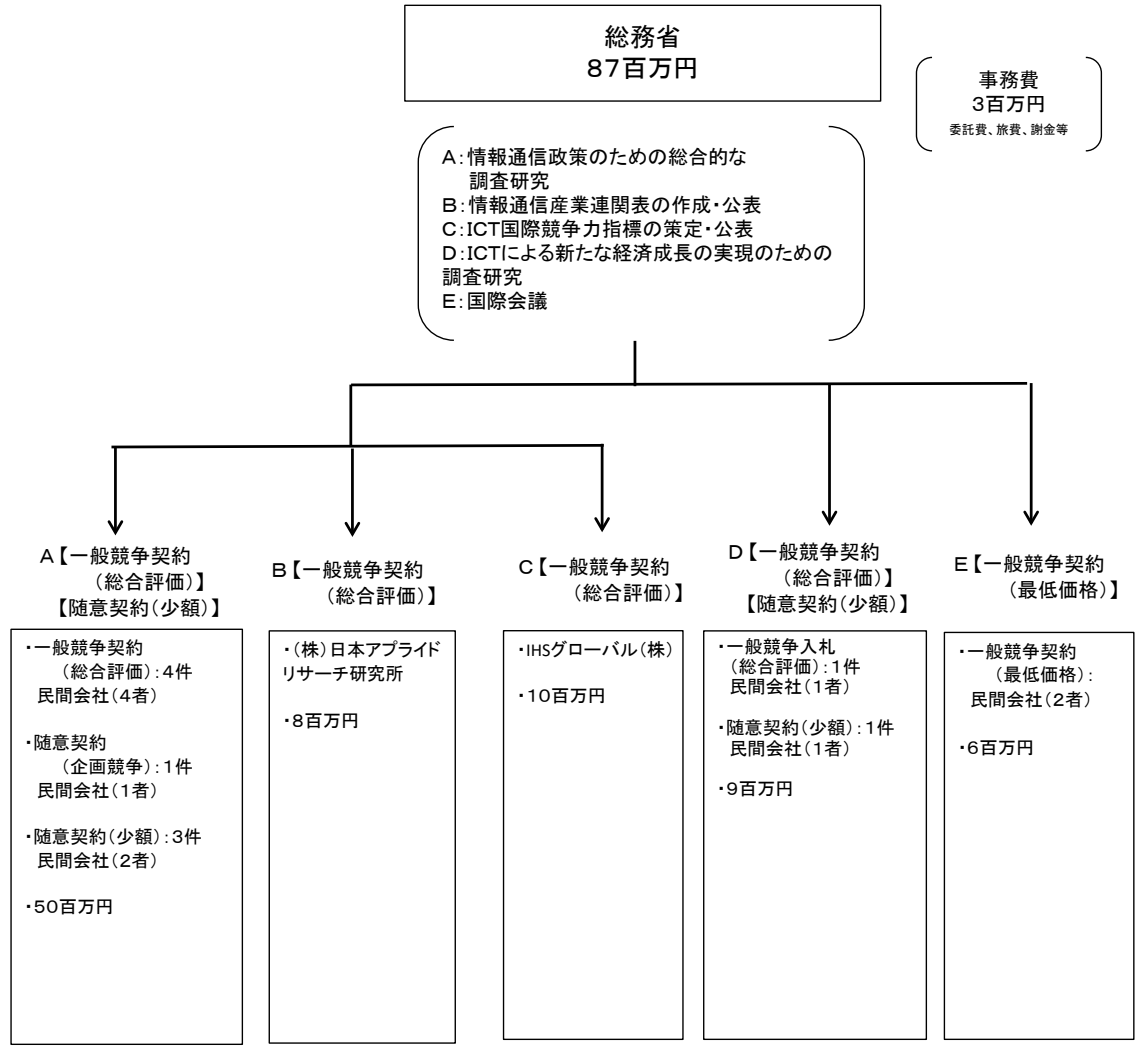 総務省
８７百万円
事務費
３百万円
委託費、旅費、謝金等
Ａ：情報通信政策のための総合的な
調査研究
Ｂ：情報通信産業連関表の作成・公表
Ｃ：ICT国際競争力指標の策定・公表
Ｄ：ICTによる新たな経済成長の実現のための
調査研究
Ｅ：国際会議
Ａ【一般競争契約
（総合評価）】
【随意契約（少額）】
・一般競争契約
（総合評価）：４件
民間会社（４者）
・随意契約
（企画競争）：１件
民間会社（１者）
・随意契約（少額）：３件
民間会社（２者）
・５０百万円
Ｂ【一般競争契約
（総合評価）】
・（株）日本アプライド
リサーチ研究所
・８百万円
Ｃ【一般競争契約
（総合評価）】
・IHSグローバル（株）
・１０百万円
Ｄ【一般競争契約
（総合評価）】
【随意契約（少額）】
・一般競争入札
（総合評価）：１件
民間会社（１者）
・随意契約（少額）：１件
民間会社（１者）
・９百万円
Ｅ【一般競争契約
（最低価格）】
・一般競争契約
（最低価格）：
民間会社（２者）
・６百万円